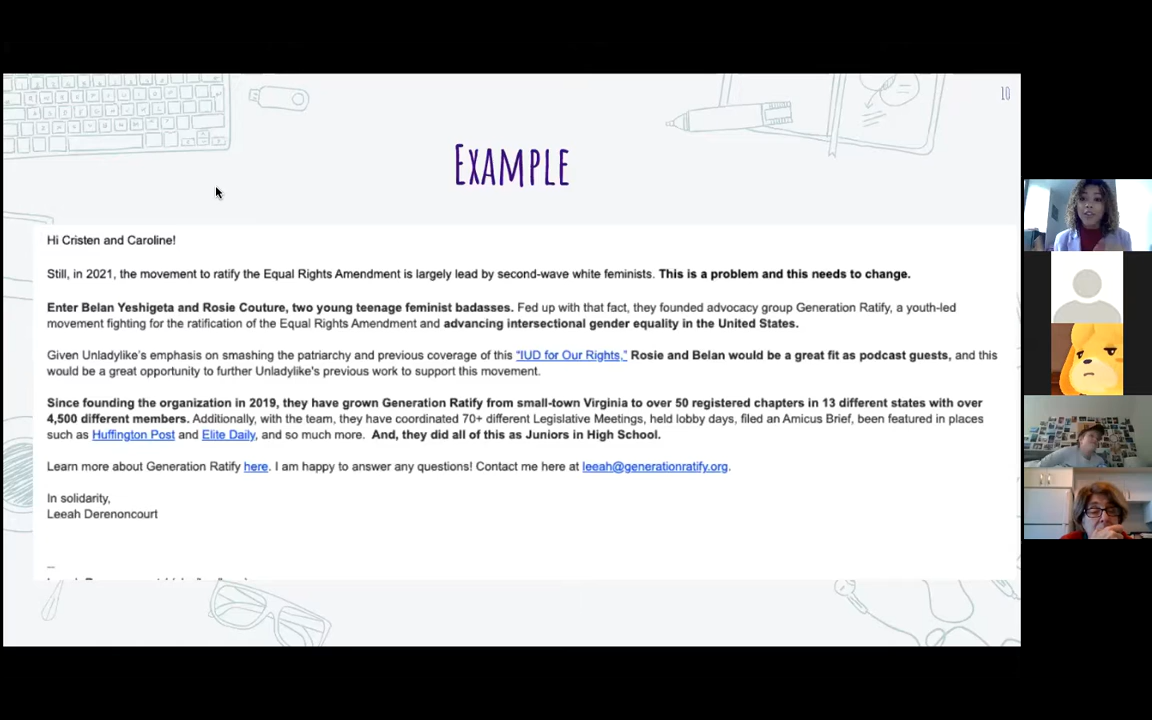 10
Example
Hi Cristen and Caroline!
Still, in 2021, the movement to ratify the Equal Rights Amendment is largely lead by second-wave white feminists. This is a problem and this needs to change.
Enter Belan Yeshigeta and Rosie Couture, two young teenage feminist badasses. Fed up with that fact, they founded advocacy group Generation Ratify, a youth-led
movement fighting for the ratification of the Equal Rights Amendment and advancing intersectional gender equality in the United States.
Given Unladylike's emphasis on smashing the patriarchy and previous coverage of this "IUD for Our Rights," Rosie and Belan would be a great fit as podcast guests, and this
would be a great opportunity to further Unladylike's previous work to support this movement.
Since founding the organization in 2019, they have grown Generation Ratify from small-town Virginia to over 50 registered chapters in 13 different states with over
4,500 different members. Additionally, with the team, they have coordinated 70+ different Legislative Meetings, held lobby days, filed an Amicus Brief, been featured in places
such as Huffington Post and Elite Daily, and so much more. And, they did all of this as Juniors in High School.
Learn more about Generation Ratify here. I am happy to answer any questions! Contact me here at leeah@generationratify.org.
In solidarity,
Leeah Derenoncourt
--